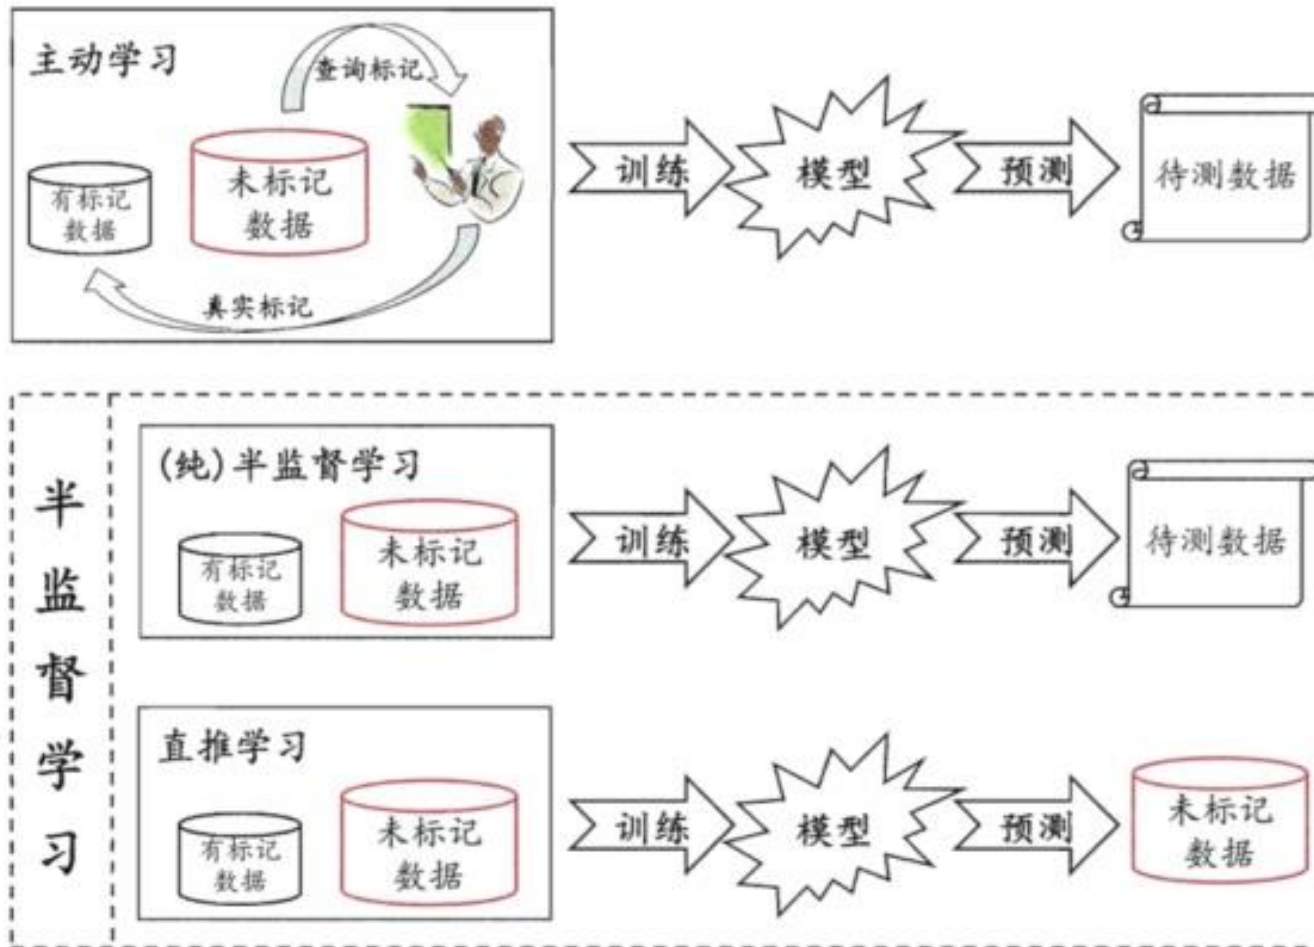 主动学习
查询标记
有标记
数据
未标记
数据
真实标记
训练
模型
预测
待测数据
半监督学习
(纯)半监督学习
有标记
数据
未标记
数据
训练
模型
预测
待测数据
直推学习
有标记
数据
未标记
数据
训练
模型
预测
未标记
数据